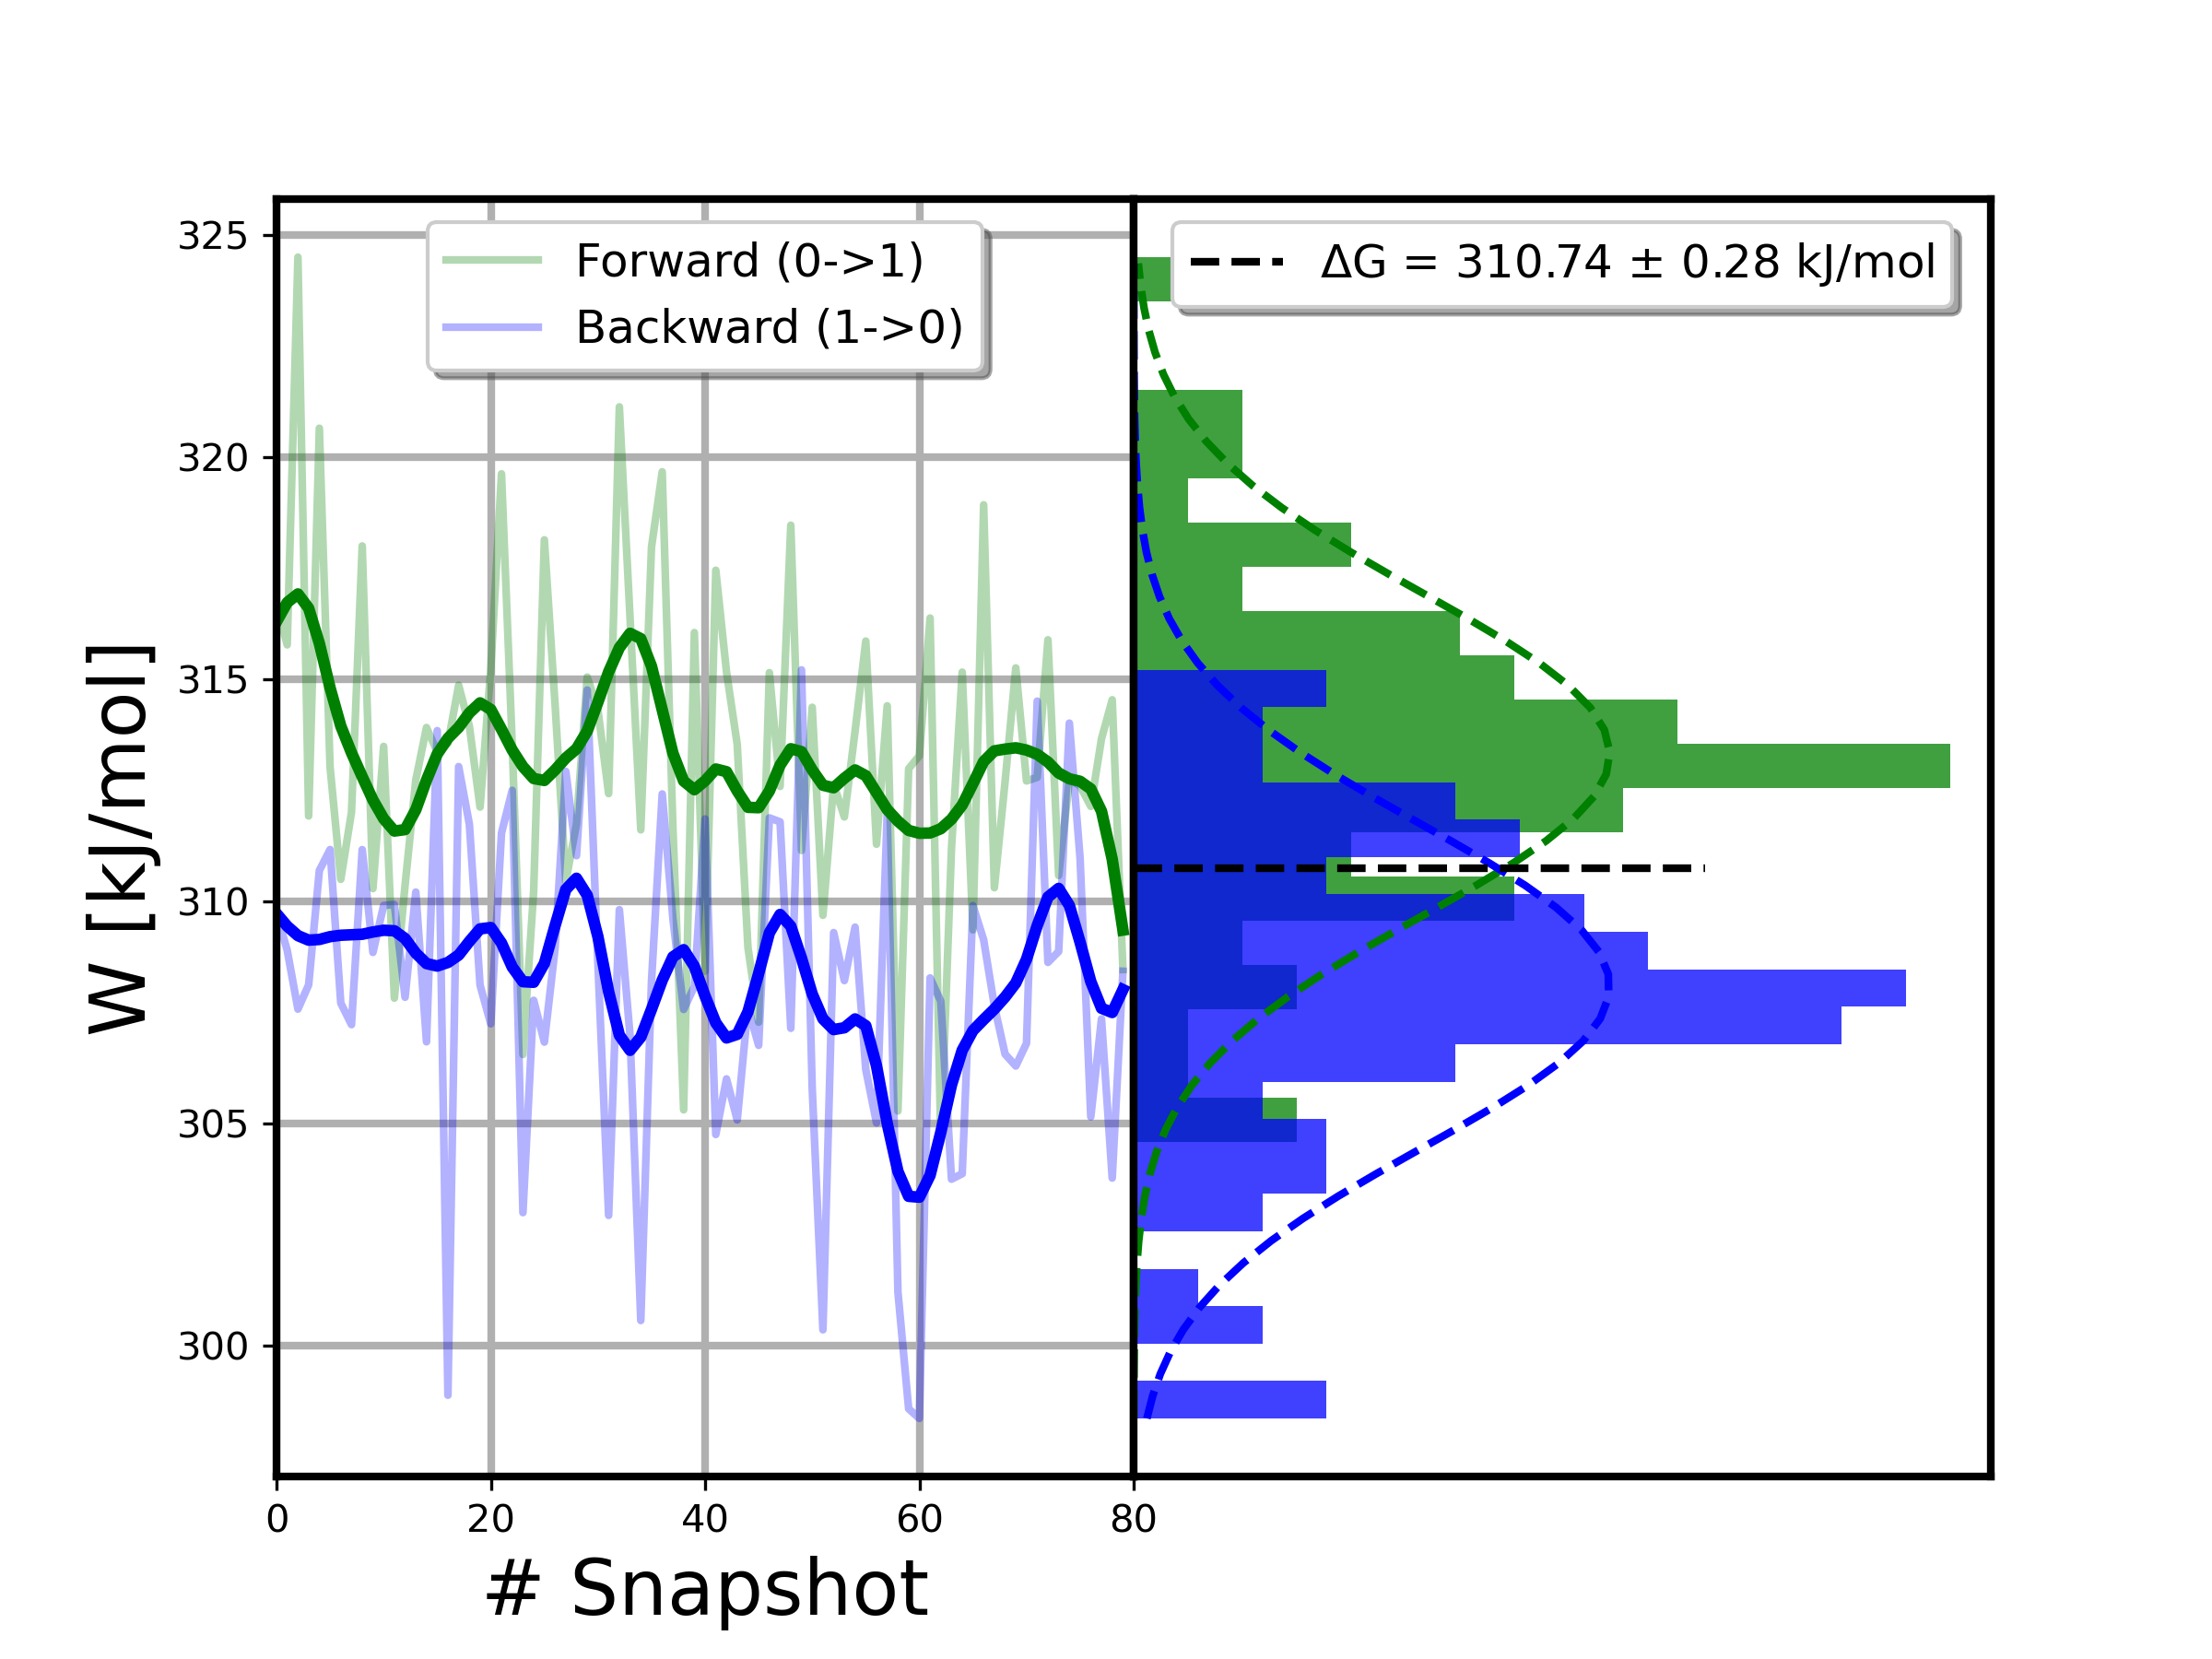 Forward (0->1)
Backward (1->0)
ΔG = 310.74 ± 0.28 kJ/mol
W [kJ/mol]
325
320
315
310
305
300
0 20 40 60 80
# Snapshot